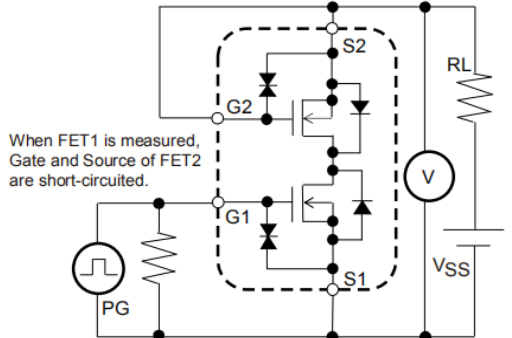 S2
RL
G2
When FET1 is measured,
Gate and Source of FET2
are short-circuited.
V
G1
VSS
S1
PG